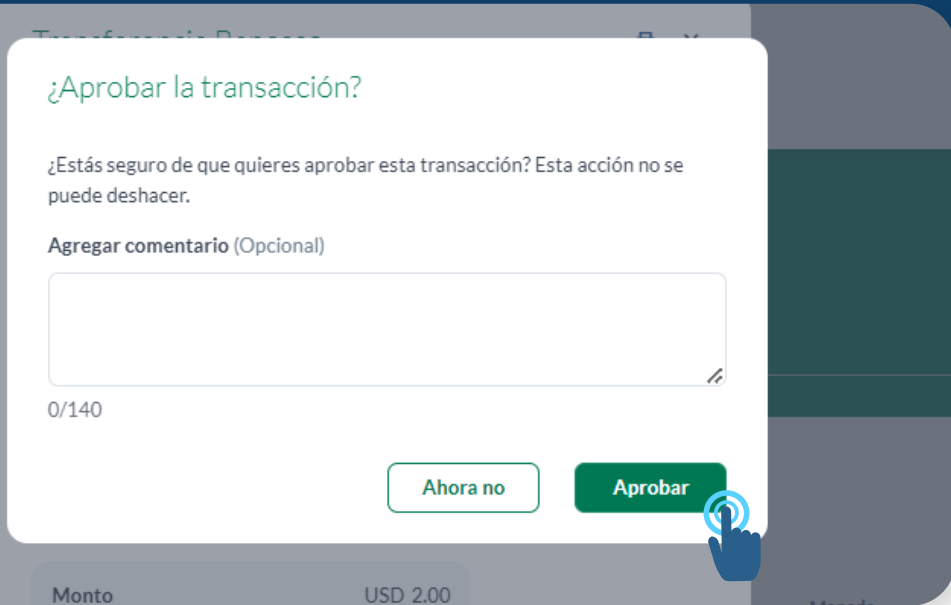 ¿Aprobar la transacción?
¿Estás seguro de que quieres aprobar esta transacción? Esta acción no se
puede deshacer.
Agregar comentario (Opcional)
0/140
Ahora no
Aprobar
Monto
USD 2.00